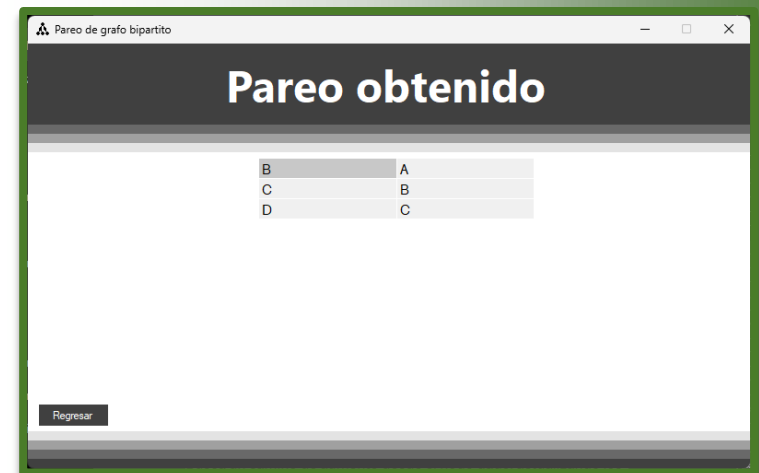 Pareo de grafo bipartito
Pareo obtenido
B A
C B
D C
Regresar